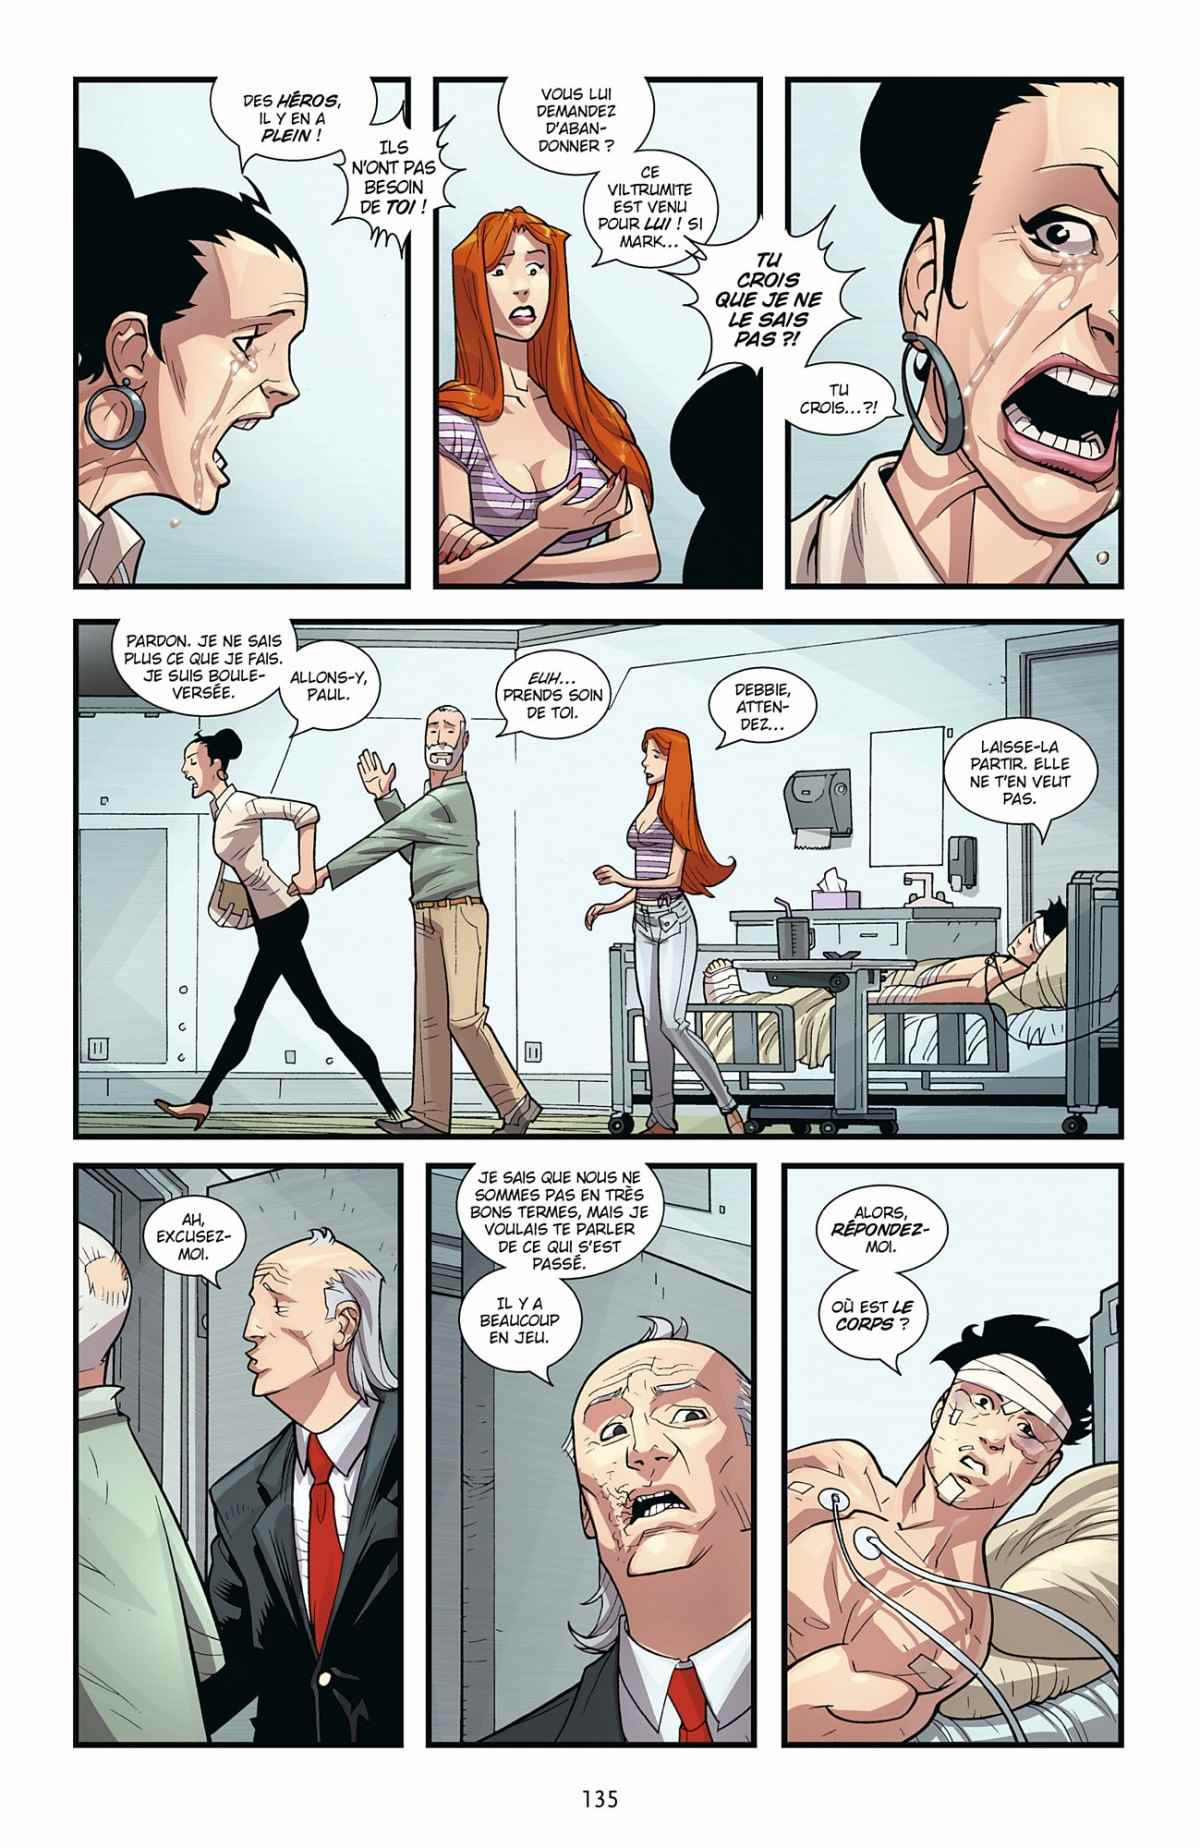 DES HÉROS,
IL Y EN A
PLEIN !
ILS
N'ONT PAS
BESOIN
DE TOI !
VOUS LUI
DEMANDEZ
D'ABAN-
DONNER ?
CE
VILTRUMITE
EST VENU
POUR LUI ! SI
MARK...
TU
CROIS
QUE JE NE
LE SAIS
PAS ?!
TU
CROIS...?!
PARDON. JE NE SAIS
PLUS CE QUE JE FAIS.
JE SUIS BOULE-
VERSÉE.
ALLONS-Y,
PAUL.
EUH...
PRENDS SOIN
DE TOI.
DEBBIE,
ATTEN-
DEZ...
LAISSE-LA
PARTIR. ELLE
NE T'EN VEUT
PAS.
AH,
EXCUSEZ-
MOI.
JE SAIS QUE NOUS NE
SOMMES PAS EN TRÈS
BONS TERMES, MAIS JE
VOULAIS TE PARLER
DE CE QUI S'EST
PASSÉ.
IL Y A
BEAUCOUP
EN JEU.
ALORS,
RÉPONDEZ-
MOI.
OÙ EST LE
CORPS ?
135